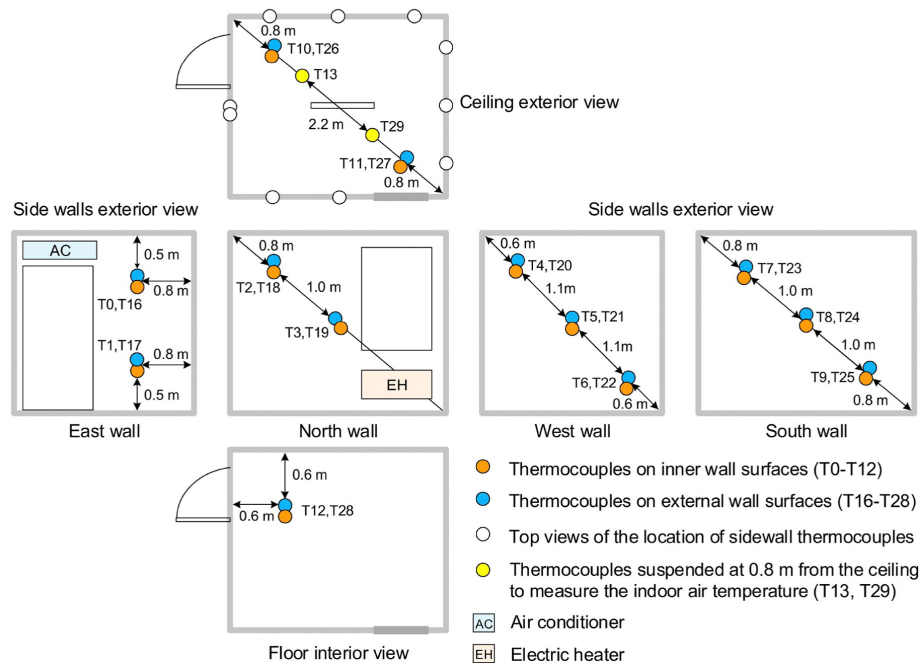 0.8 m
T10,T26
T13
Ceiling exterior view
2.2 m
T29
T11,T27
0.8 m
Side walls exterior view
Side walls exterior view
AC
0.5 m
0.8 m
T0,T16
T1,T17
0.8 m
0.5 m
East wall
0.8 m
T2,T18
1.0 m
T3,T19
EH
North wall
0.6 m
T4,T20
1.1m
T5,T21
1.1m
T6,T22
0.6 m
West wall
0.8 m
T7,T23
1.0 m
T8,T24
1.0 m
T9,T25
0.8 m
South wall
0.6 m
0.6 m
T12,T28
Floor interior view
Thermocouples on inner wall surfaces (T0-T12)
Thermocouples on external wall surfaces (T16-T28)
Top views of the location of sidewall thermocouples
Thermocouples suspended at 0.8 m from the ceiling
to measure the indoor air temperature (T13, T29)
AC Air conditioner
EH Electric heater